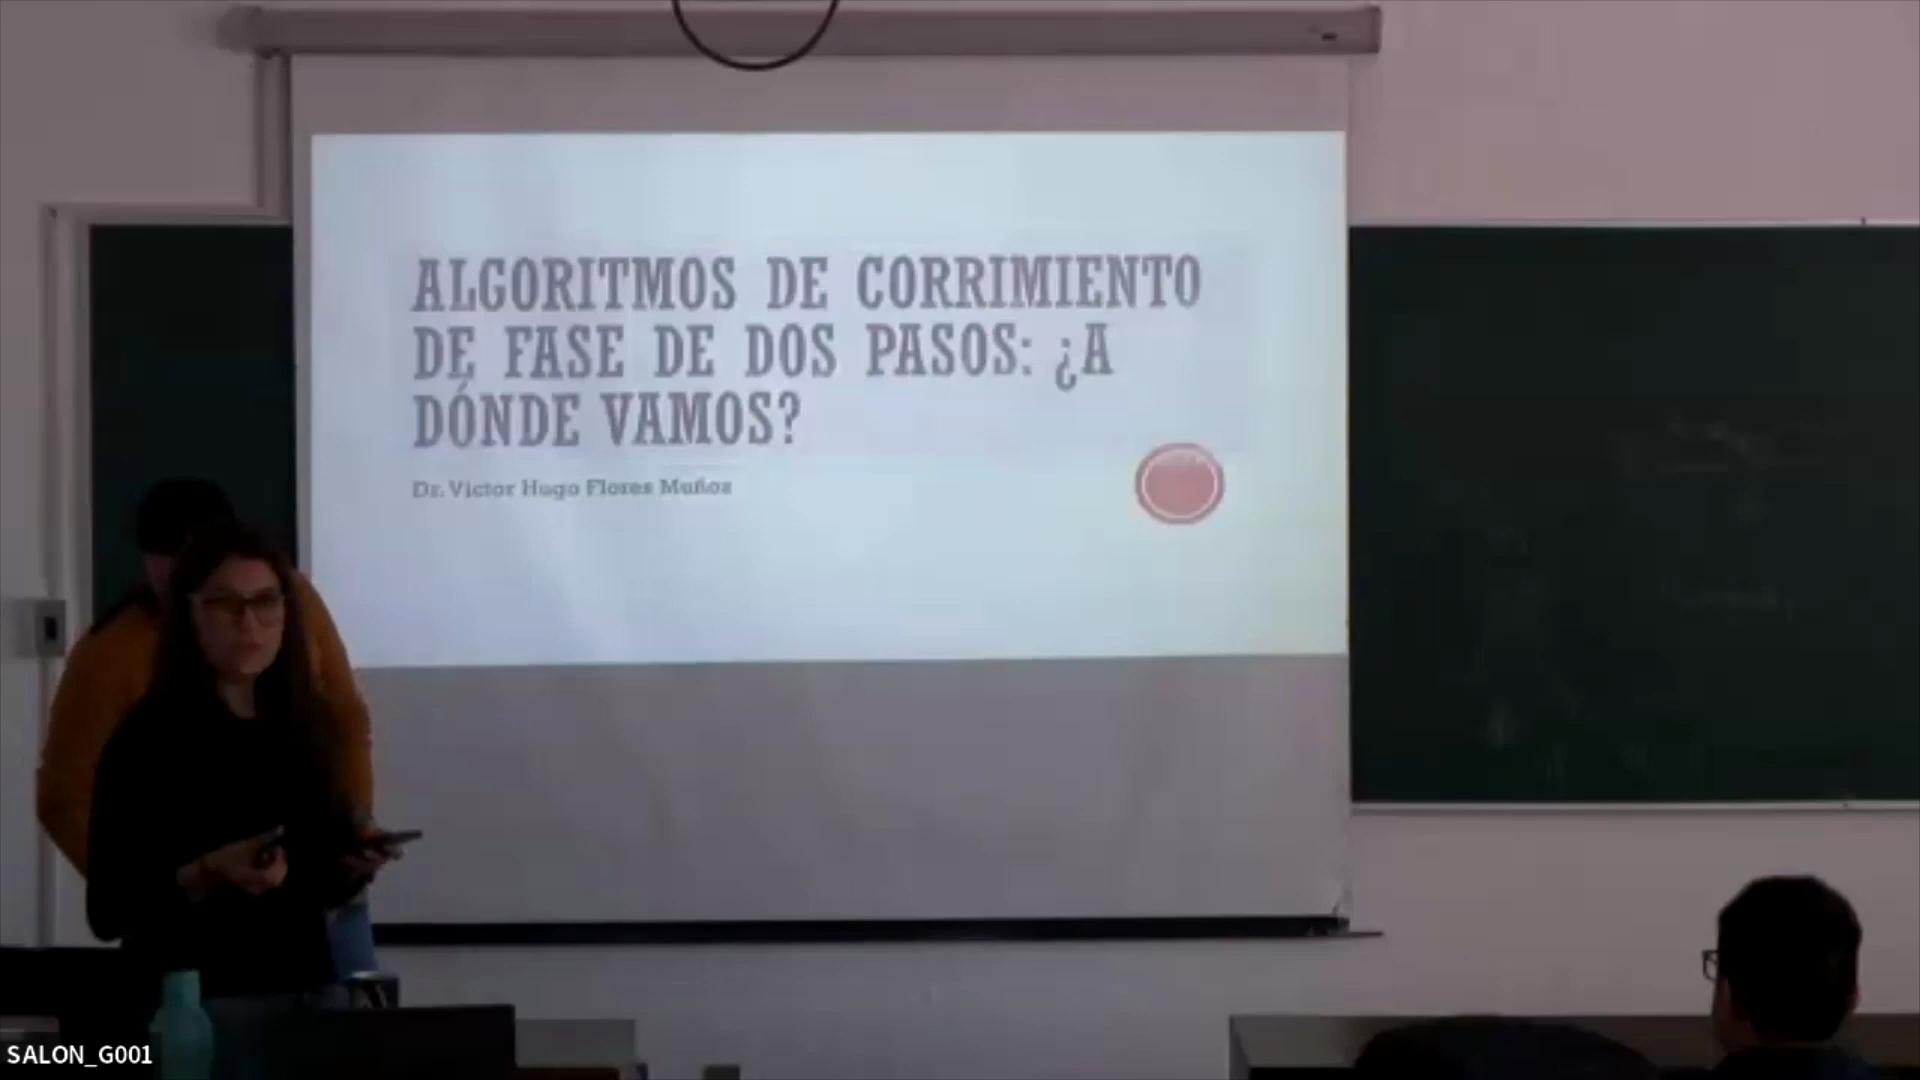 ALGORITMOS DE CORRIMIENTO
DE FASE DE DOS PASOS: ¿A
DÓNDE VAMOS?
Dr. Victor Hugo Flores Muñoz
SALON_G001